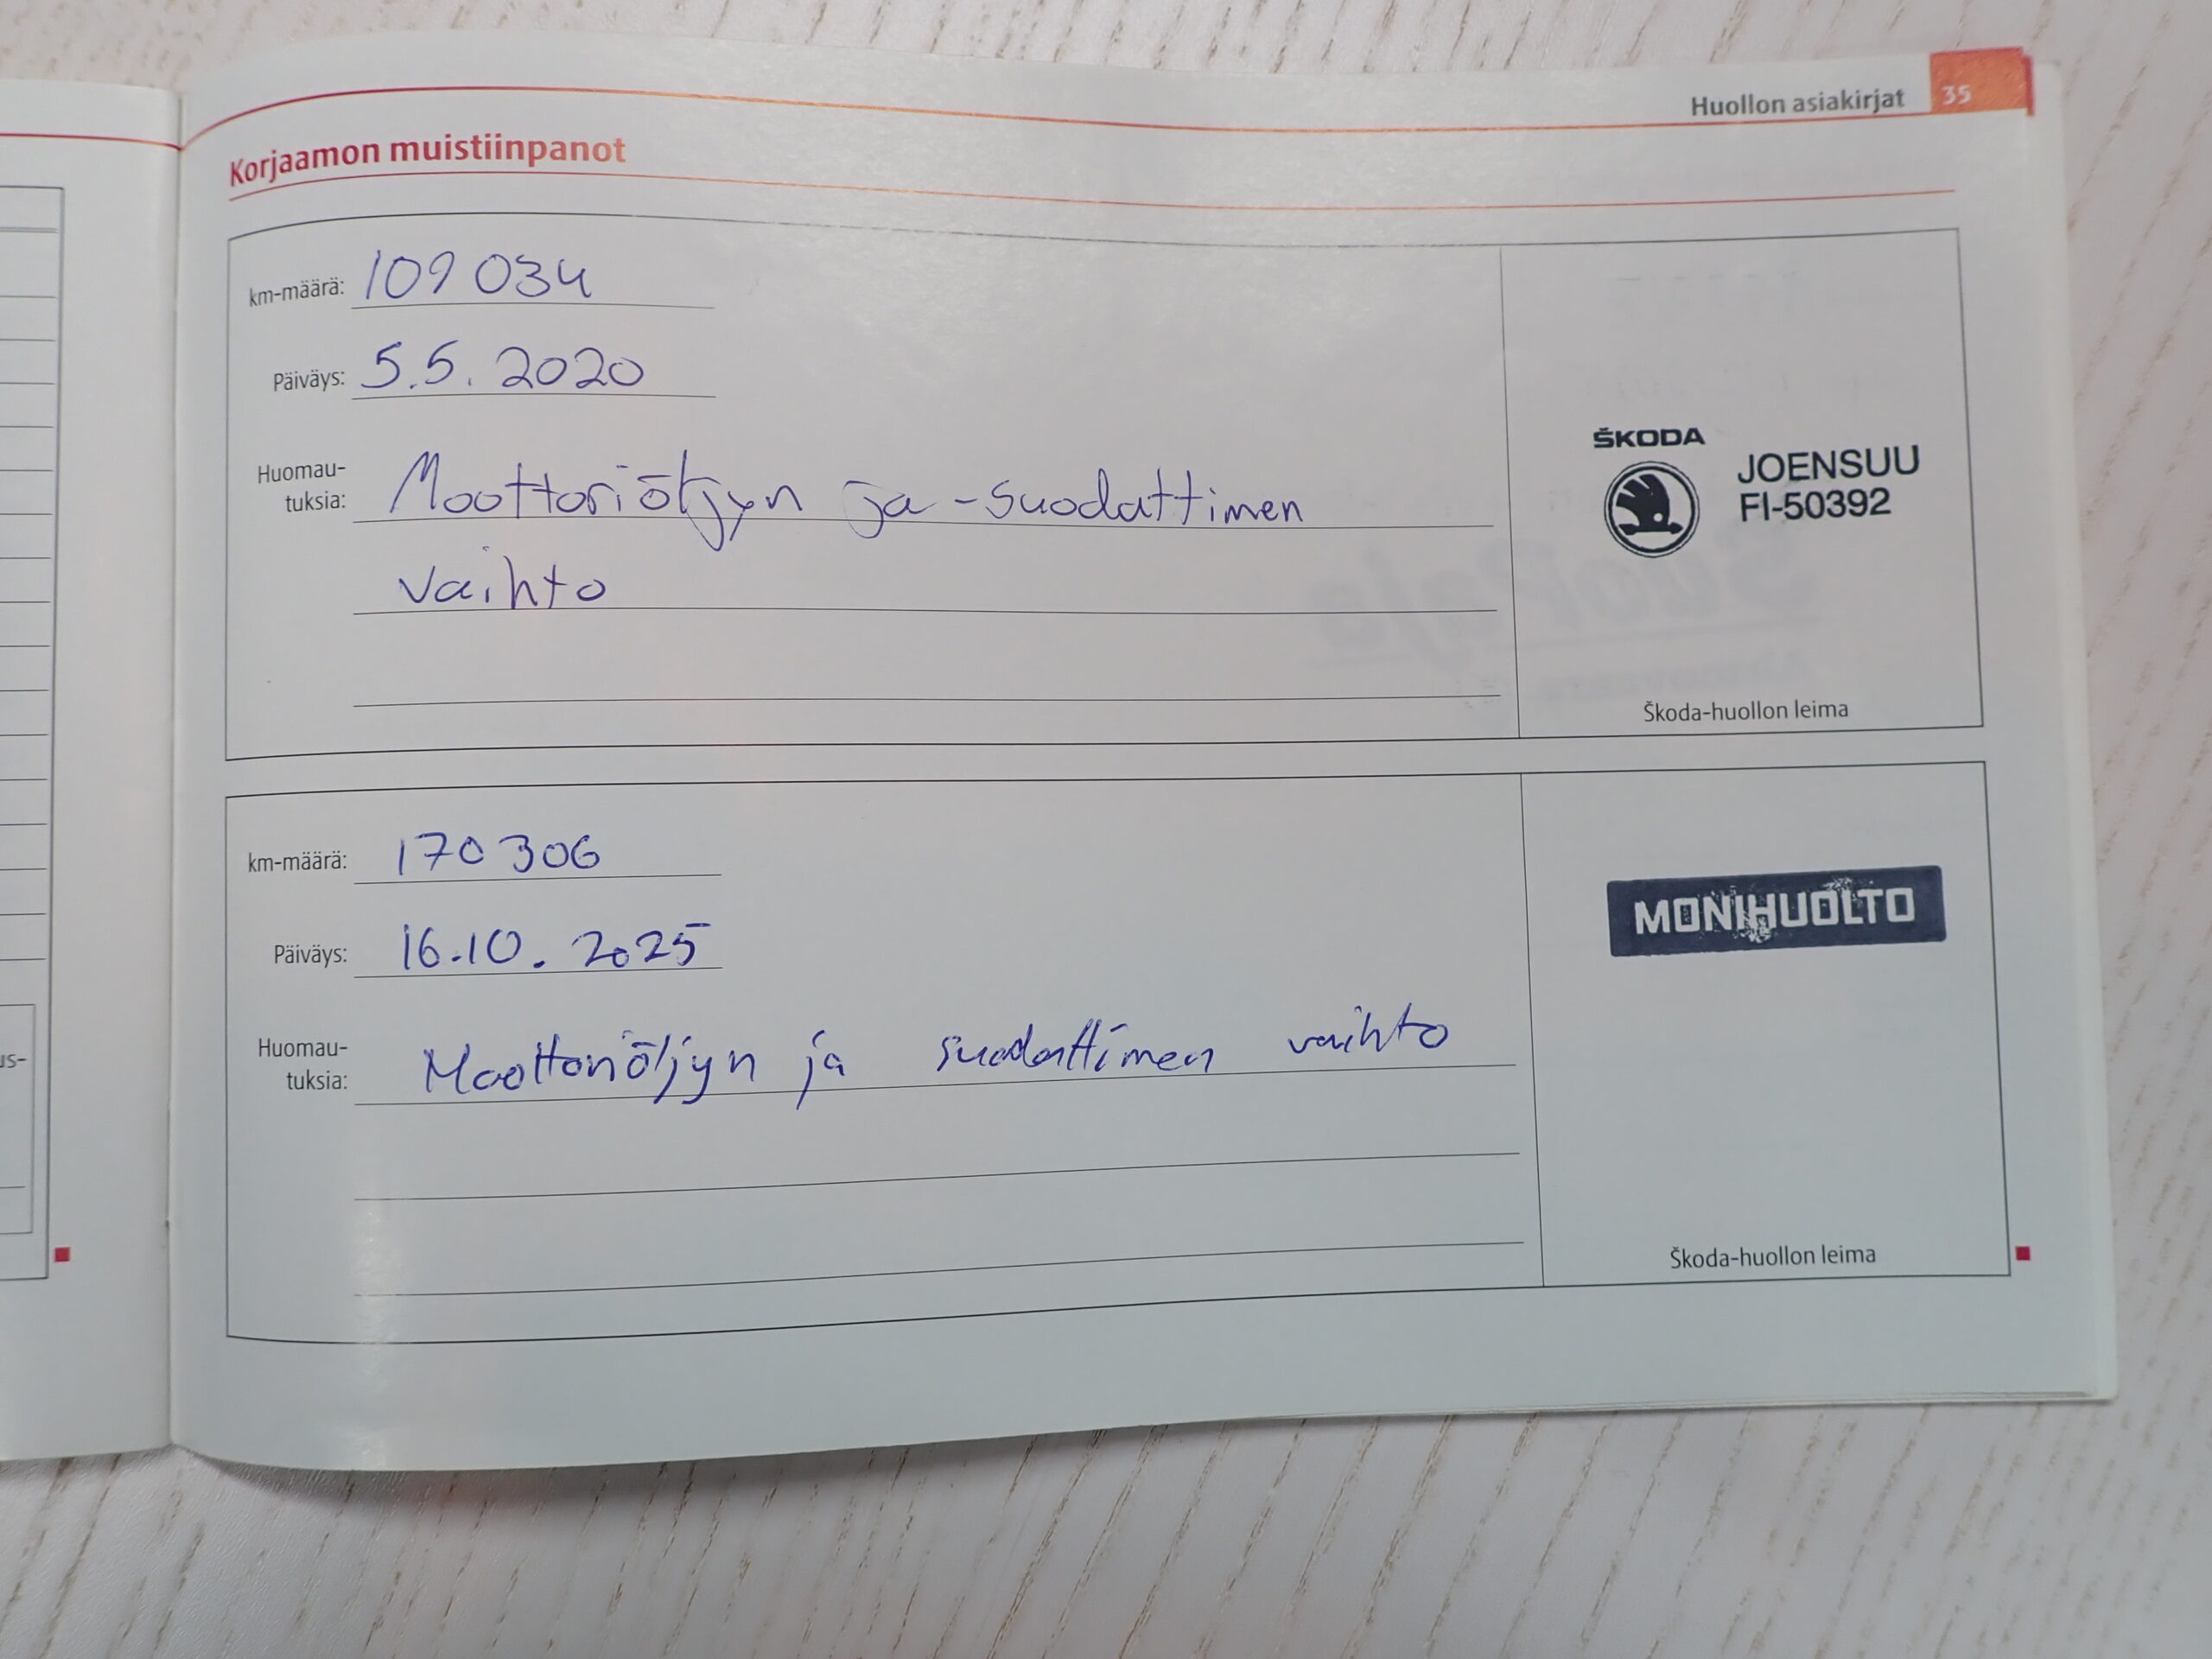 Huollon asiakirjat 35
Korjaamon muistiinpanot
km-määrä: 109 034
Päiväys: 5.5. 2020
Huomau-
tuksia: Moottoriöljyn ja -suodattimen
vaihto
ŠKODA
JOENSUU
FI-50392
Škoda-huollon leima
km-määrä: 170 306
Päiväys: 16.10. 2025
Huomau-
tuksia: Moottoriöljyn ja suodattimen vaihto
MONIHUOLTO
Škoda-huollon leima
us-